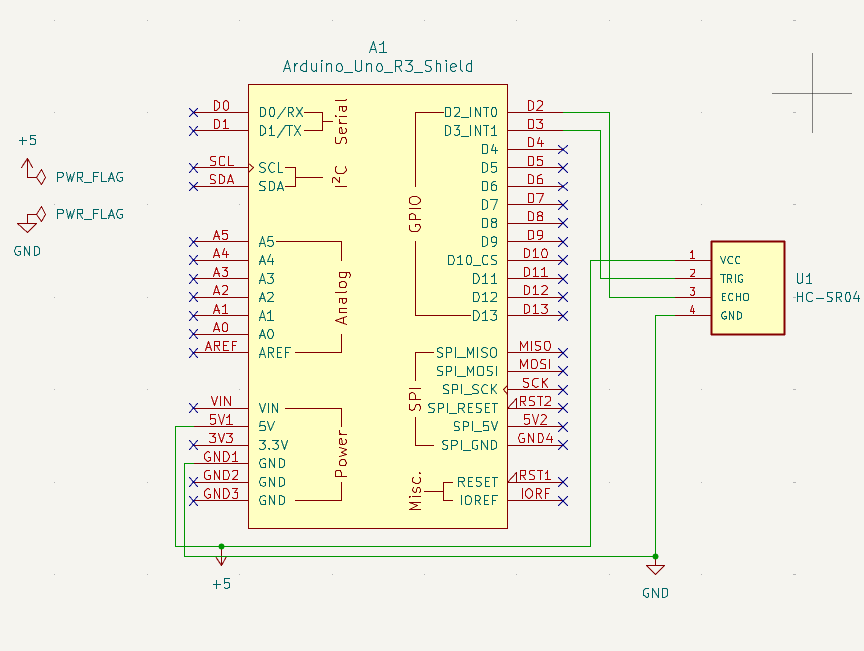 A1
Arduino_Uno_R3_Shield
+5
PWR_FLAG
PWR_FLAG
GND
D0 D0/RX
D1 D1/TX
Serial
SCL SCL
SDA SDA
I²C
A5 A5
A4 A4
A3 A3
A2 A2
A1 A1
A0 A0
AREF AREF
Analog
VIN VIN
5V1 5V
3V3 3.3V
GND1 GND
GND2 GND
GND3 GND
Power
D2_INT0 D2
D3_INT1 D3
D4 D4
D5 D5
D6 D6
D7 D7
D8 D8
D9 D9
D10_CS D10
D11 D11
D12 D12
D13 D13
GPIO
SPI_MISO MISO
SPI_MOSI MOSI
SPI_SCK SCK
SPI_RESET RST2
SPI_5V 5V2
SPI_GND GND4
SPI
RESET RST1
IOREF IORF
Misc.
1 VCC
2 TRIG
3 ECHO
4 GND
U1
HC-SR04
+5
GND